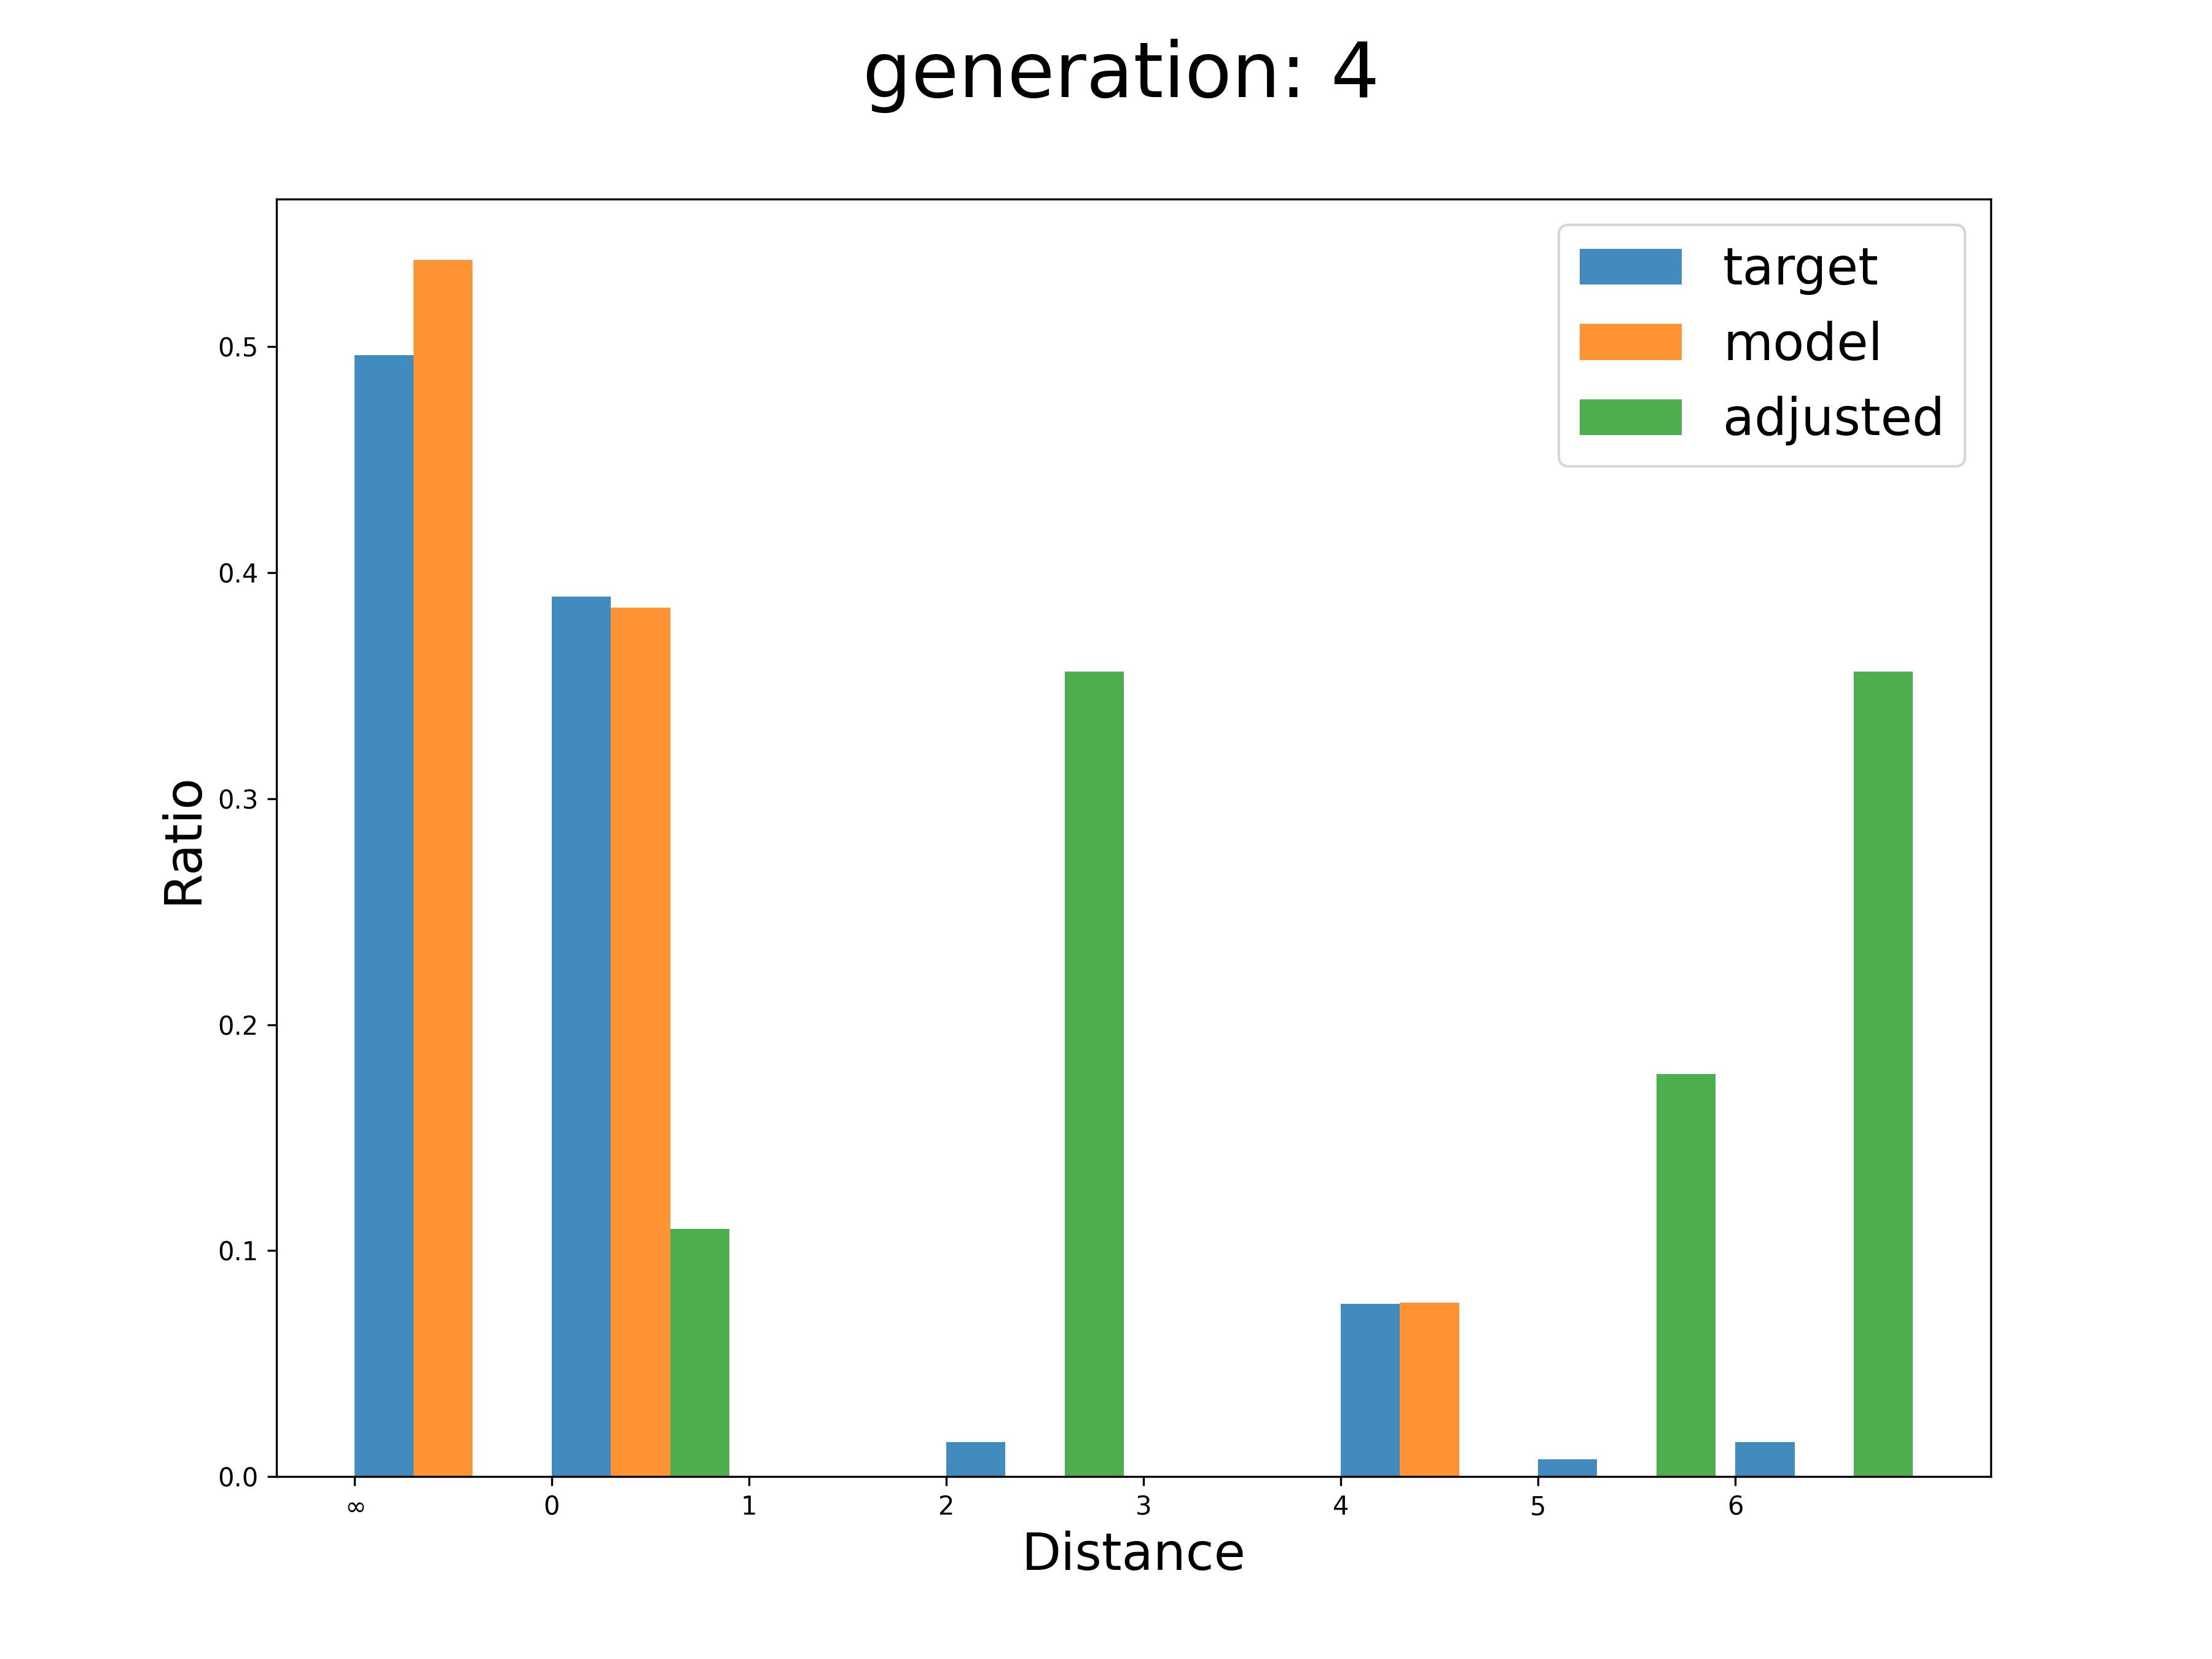 generation: 4
target
model
adjusted
Ratio
0.5
0.4
0.3
0.2
0.1
0.0
∞ 0 1 2 3 4 5 6
Distance